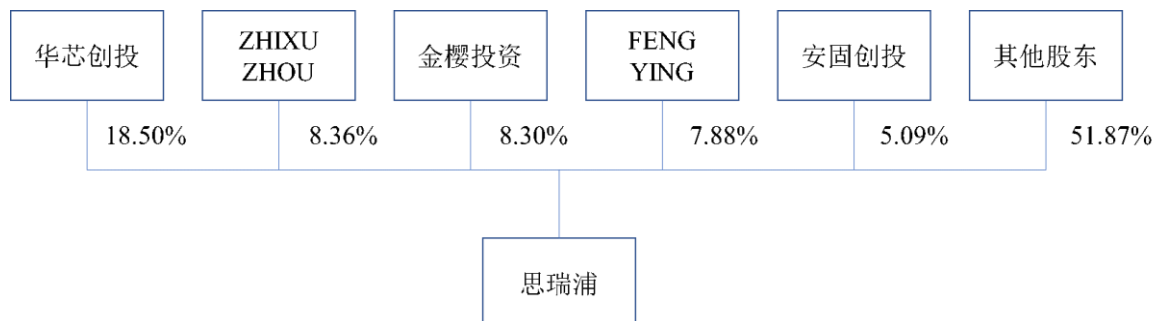 华芯创投
ZHIXU
ZHOU
金樱投资
FENG
YING
安固创投
其他股东
18.50%
8.36%
8.30%
7.88%
5.09%
51.87%
思瑞浦